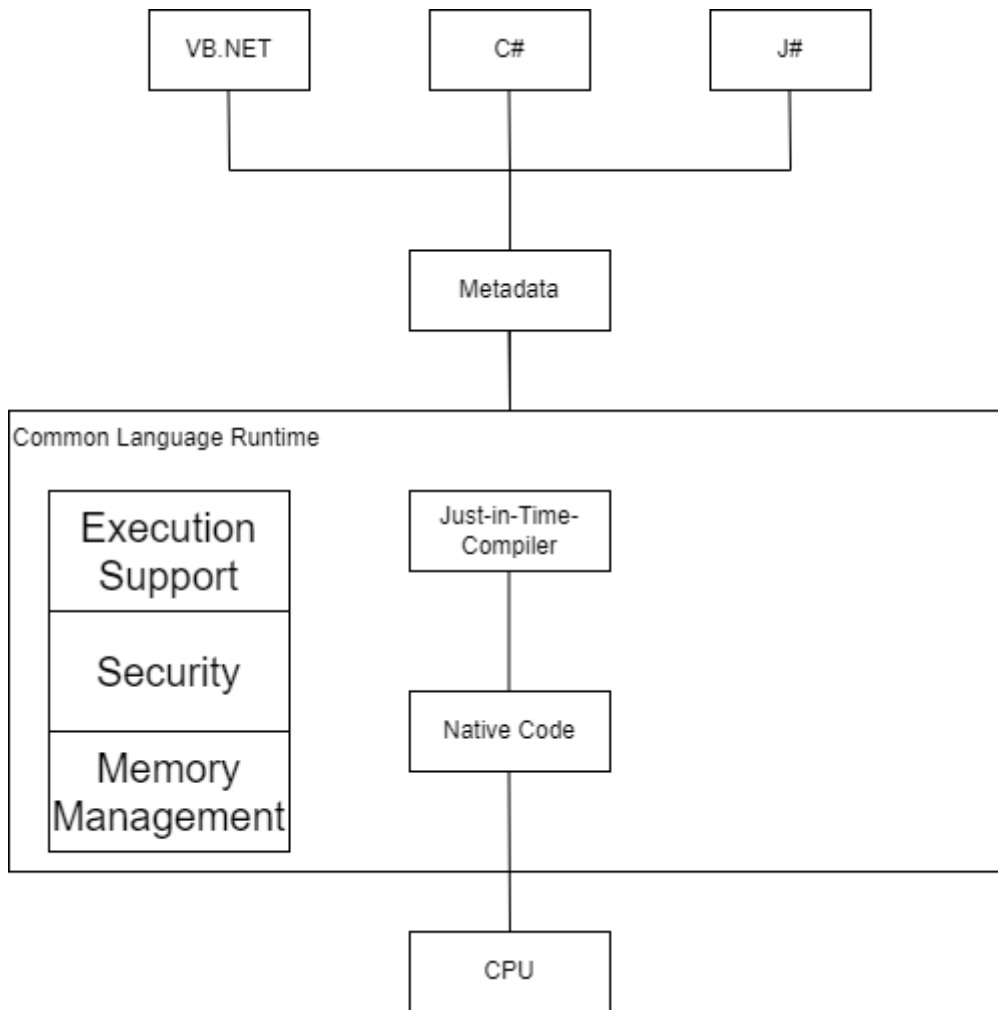 VB.NET
C#
J#
Metadata
Common Language Runtime
Execution
Support
Security
Memory
Management
Just-in-Time-
Compiler
Native Code
CPU